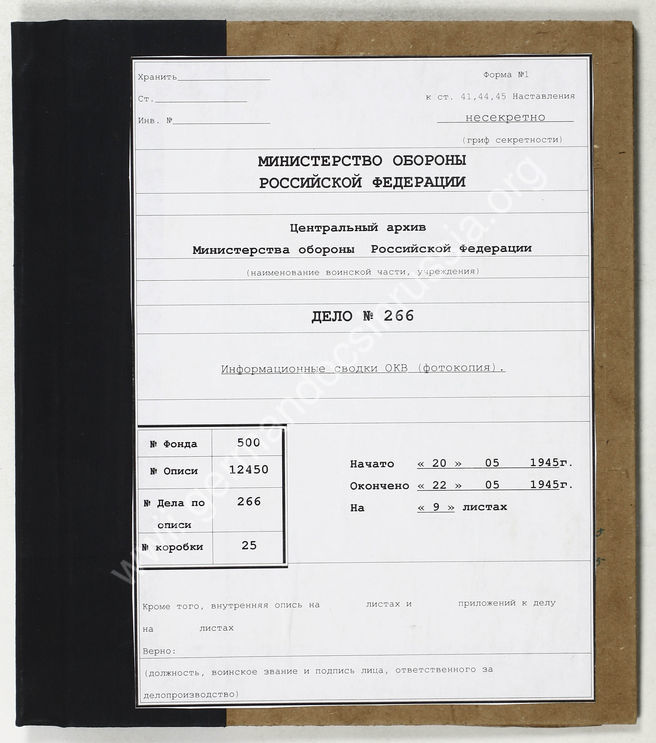 Хранить
Форма №1
Ст.
к ст. 41,44,45 Наставления
Инв. №
несекретно
(гриф секретности)
МИНИСТЕРСТВО ОБОРОНЫ
РОССИЙСКОЙ ФЕДЕРАЦИИ
Центральный архив
Министерства обороны Российской Федерации
(наименование воинской части, учреждения)
ДЕЛО № 266
Информационные сводки ОКВ (фотокопия).
№ Фонда 500
№ Описи 12450
№ Дела по описи 266
№ коробки 25
Начато « 20 » 05 1945г.
Окончено « 22 » 05 1945г.
На « 9 » листах
Кроме того, внутренняя опись на листах и приложений к делу
на листах
Верно:
(должность, воинское звание и подпись лица, ответственного за
делопроизводство)
www.germandocsinrussia.org